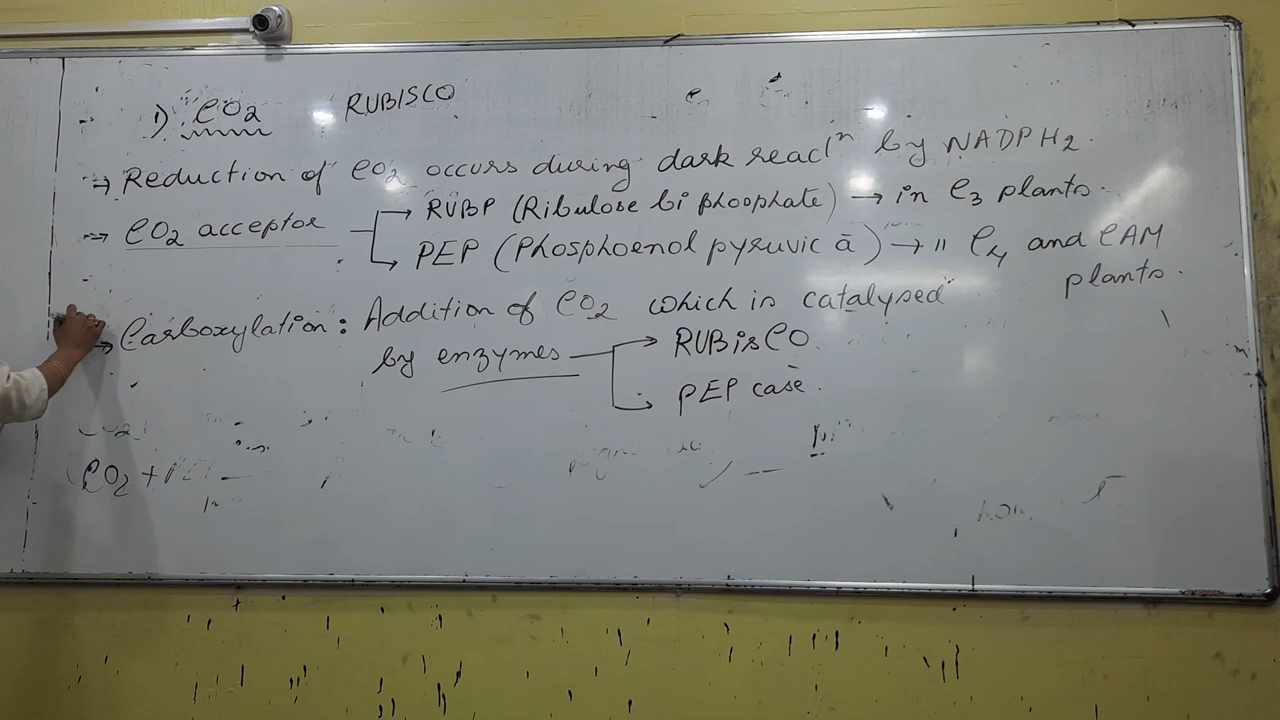 1) CO2 RUBISCO
→ Reduction of CO2 occurs during dark reacⁿ by NADPH2.
→ CO2 acceptor → RUBP (Ribulose bi phosphate) → in C3 plants.
→ PEP (Phosphoenol pyruvic ā) → 〃 C4 and CAM
plants.
→ Carboxylation: Addition of CO2 which is catalysed
by enzymes → RUBisCO.
→ PEP case.
CO2 +